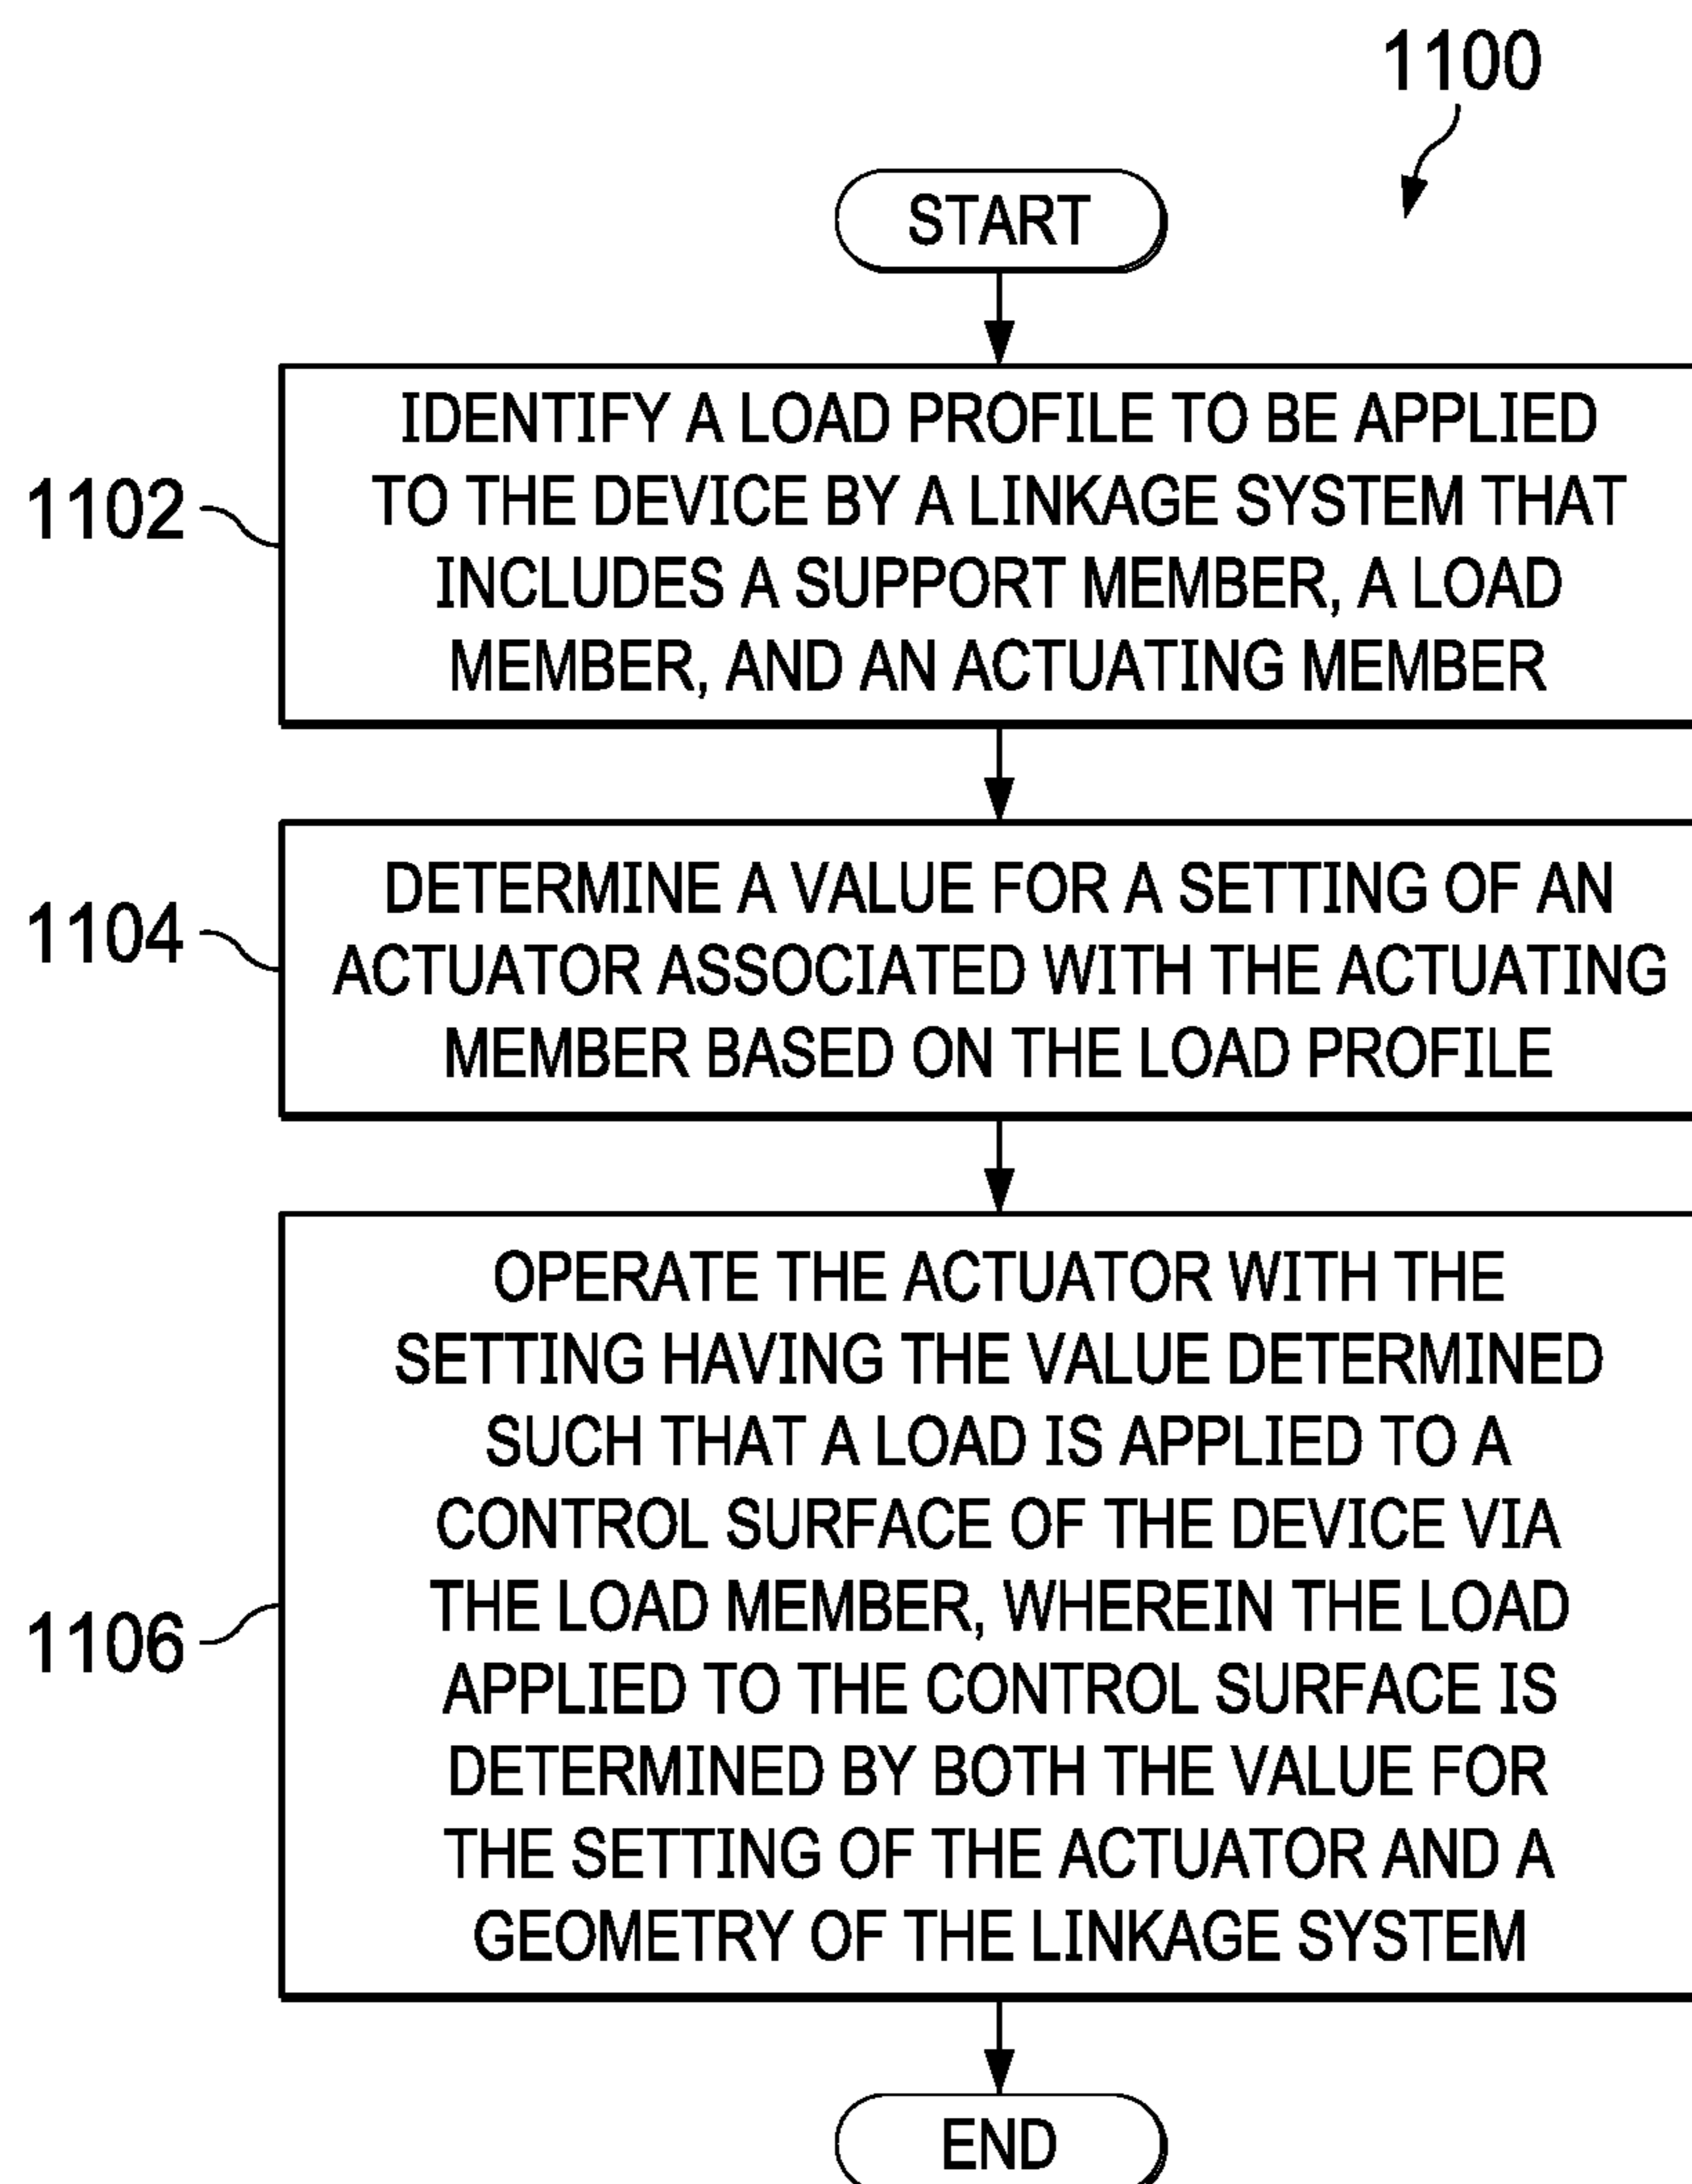 1100
START
IDENTIFY A LOAD PROFILE TO BE APPLIED
TO THE DEVICE BY A LINKAGE SYSTEM THAT
INCLUDES A SUPPORT MEMBER, A LOAD
MEMBER, AND AN ACTUATING MEMBER
1102
DETERMINE A VALUE FOR A SETTING OF AN
ACTUATOR ASSOCIATED WITH THE ACTUATING
MEMBER BASED ON THE LOAD PROFILE
1104
OPERATE THE ACTUATOR WITH THE
SETTING HAVING THE VALUE DETERMINED
SUCH THAT A LOAD IS APPLIED TO A
CONTROL SURFACE OF THE DEVICE VIA
THE LOAD MEMBER, WHEREIN THE LOAD
APPLIED TO THE CONTROL SURFACE IS
DETERMINED BY BOTH THE VALUE FOR
THE SETTING OF THE ACTUATOR AND A
GEOMETRY OF THE LINKAGE SYSTEM
1106
END